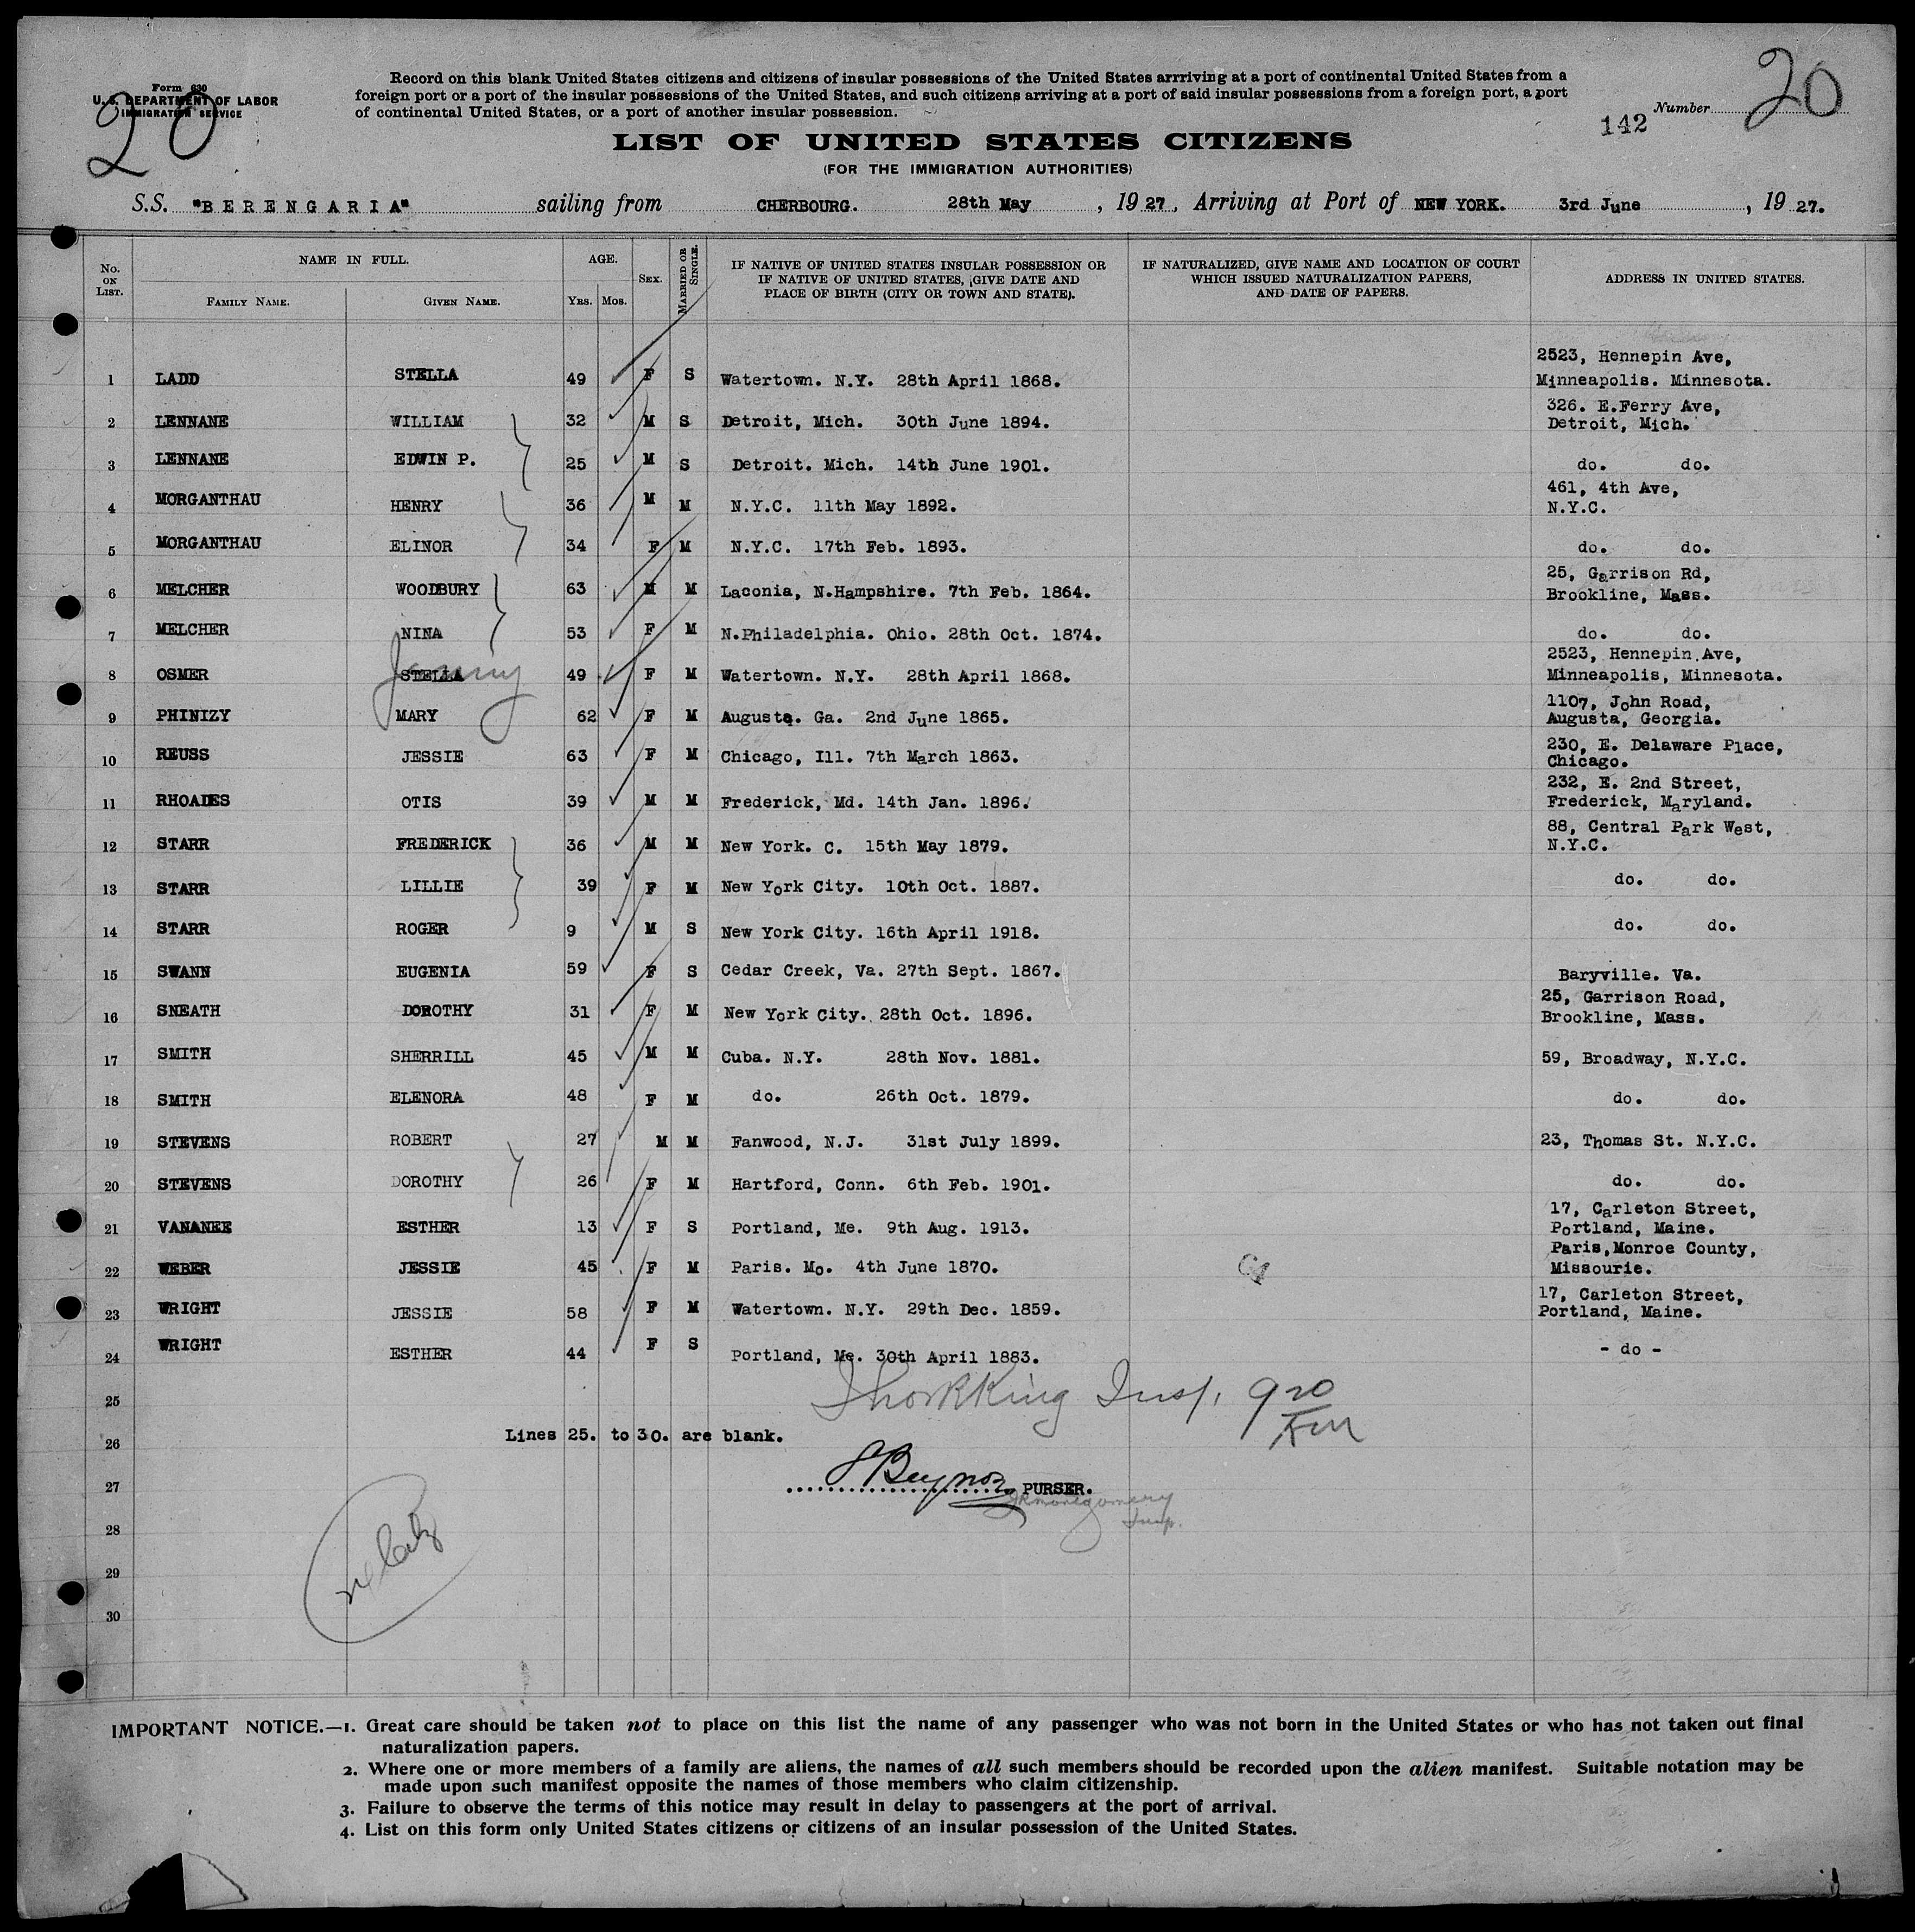 Form 630
U. S. DEPARTMENT OF LABOR
IMMIGRATION SERVICE
20
Record on this blank United States citizens and citizens of insular possessions of the United States arrriving at a port of continental United States from a
foreign port or a port of the insular possessions of the United States, and such citizens arriving at a port of said insular possessions from a foreign port, a port
of continental United States, or a port of another insular possession.
Number 20
142
LIST OF UNITED STATES CITIZENS
(FOR THE IMMIGRATION AUTHORITIES)
S.S. "BERENGARIA" sailing from CHERBOURG. 28th May, 1927, Arriving at Port of NEW YORK. 3rd June, 1927.
No. ON LIST.
NAME IN FULL.
FAMILY NAME. GIVEN NAME.
AGE.
YRS. MOS.
SEX.
MARRIED OR SINGLE.
IF NATIVE OF UNITED STATES INSULAR POSSESSION OR
IF NATIVE OF UNITED STATES, GIVE DATE AND
PLACE OF BIRTH (CITY OR TOWN AND STATE).
IF NATURALIZED, GIVE NAME AND LOCATION OF COURT
WHICH ISSUED NATURALIZATION PAPERS,
AND DATE OF PAPERS.
ADDRESS IN UNITED STATES.
1 LADD STELLA 49 F S Watertown. N.Y. 28th April 1868. 2523, Hennepin Ave,
Minneapolis. Minnesota.
2 LENNANE WILLIAM 32 M S Detroit, Mich. 30th June 1894. 326. E.Ferry Ave,
Detroit, Mich.
3 LENNANE EDWIN P. 25 M S Detroit. Mich. 14th June 1901. do. do.
4 MORGANTHAU HENRY 36 M M N.Y.C. 11th May 1892. 461, 4th Ave,
N.Y.C.
5 MORGANTHAU ELINOR 34 F M N.Y.C. 17th Feb. 1893. do. do.
6 MELCHER WOODBURY 63 M M Laconia, N.Hampshire. 7th Feb. 1864. 25, Garrison Rd,
Brookline, Mass.
7 MELCHER NINA 53 F M N.Philadelphia. Ohio. 28th Oct. 1874. do. do.
8 OSMER STELLA Jenny 49 F M Watertown. N.Y. 28th April 1868. 2523, Hennepin Ave,
Minneapolis, Minnesota.
9 PHINIZY MARY 62 F M Augusta. Ga. 2nd June 1865. 1107, John Road,
Augusta, Georgia.
10 REUSS JESSIE 63 F M Chicago, Ill. 7th March 1863. 230, E. Delaware Place,
Chicago.
11 RHOADES OTIS 39 M M Frederick, Md. 14th Jan. 1896. 232, E. 2nd Street,
Frederick, Maryland.
12 STARR FREDERICK 36 M M New York. C. 15th May 1879. 88, Central Park West,
N.Y.C.
13 STARR LILLIE 39 F M New York City. 10th Oct. 1887. do. do.
14 STARR ROGER 9 M S New York City. 16th April 1918. do. do.
15 SWANN EUGENIA 59 F S Cedar Creek, Va. 27th Sept. 1867. Baryville. Va.
16 SNEATH DOROTHY 31 F M New York City. 28th Oct. 1896. 25, Garrison Road,
Brookline, Mass.
17 SMITH SHERRILL 45 M M Cuba. N.Y. 28th Nov. 1881. 59, Broadway, N.Y.C.
18 SMITH ELENORA 48 F M do. 26th Oct. 1879. do. do.
19 STEVENS ROBERT 27 M M Fanwood, N.J. 31st July 1899. 23, Thomas St. N.Y.C.
20 STEVENS DOROTHY 26 F M Hartford, Conn. 6th Feb. 1901. do. do.
21 VANANEE ESTHER 13 F S Portland, Me. 9th Aug. 1913. 17, Carleton Street,
Portland, Maine.
22 WEBER JESSIE 45 F M Paris. Mo. 4th June 1870. Paris, Monroe County,
Missourie.
23 WRIGHT JESSIE 58 F M Watertown. N.Y. 29th Dec. 1859. 17, Carleton Street,
Portland, Maine.
24 WRIGHT ESTHER 44 F S Portland, Me. 30th April 1883. - do -
25
Insp. 9
26 Lines 25. to 30. are blank.
27 Beynon PURSER.
JRMontgomery
Insp.
28
29
30
IMPORTANT NOTICE.—1. Great care should be taken not to place on this list the name of any passenger who was not born in the United States or who has not taken out final
naturalization papers.
2. Where one or more members of a family are aliens, the names of all such members should be recorded upon the alien manifest. Suitable notation may be
made upon such manifest opposite the names of those members who claim citizenship.
3. Failure to observe the terms of this notice may result in delay to passengers at the port of arrival.
4. List on this form only United States citizens or citizens of an insular possession of the United States.